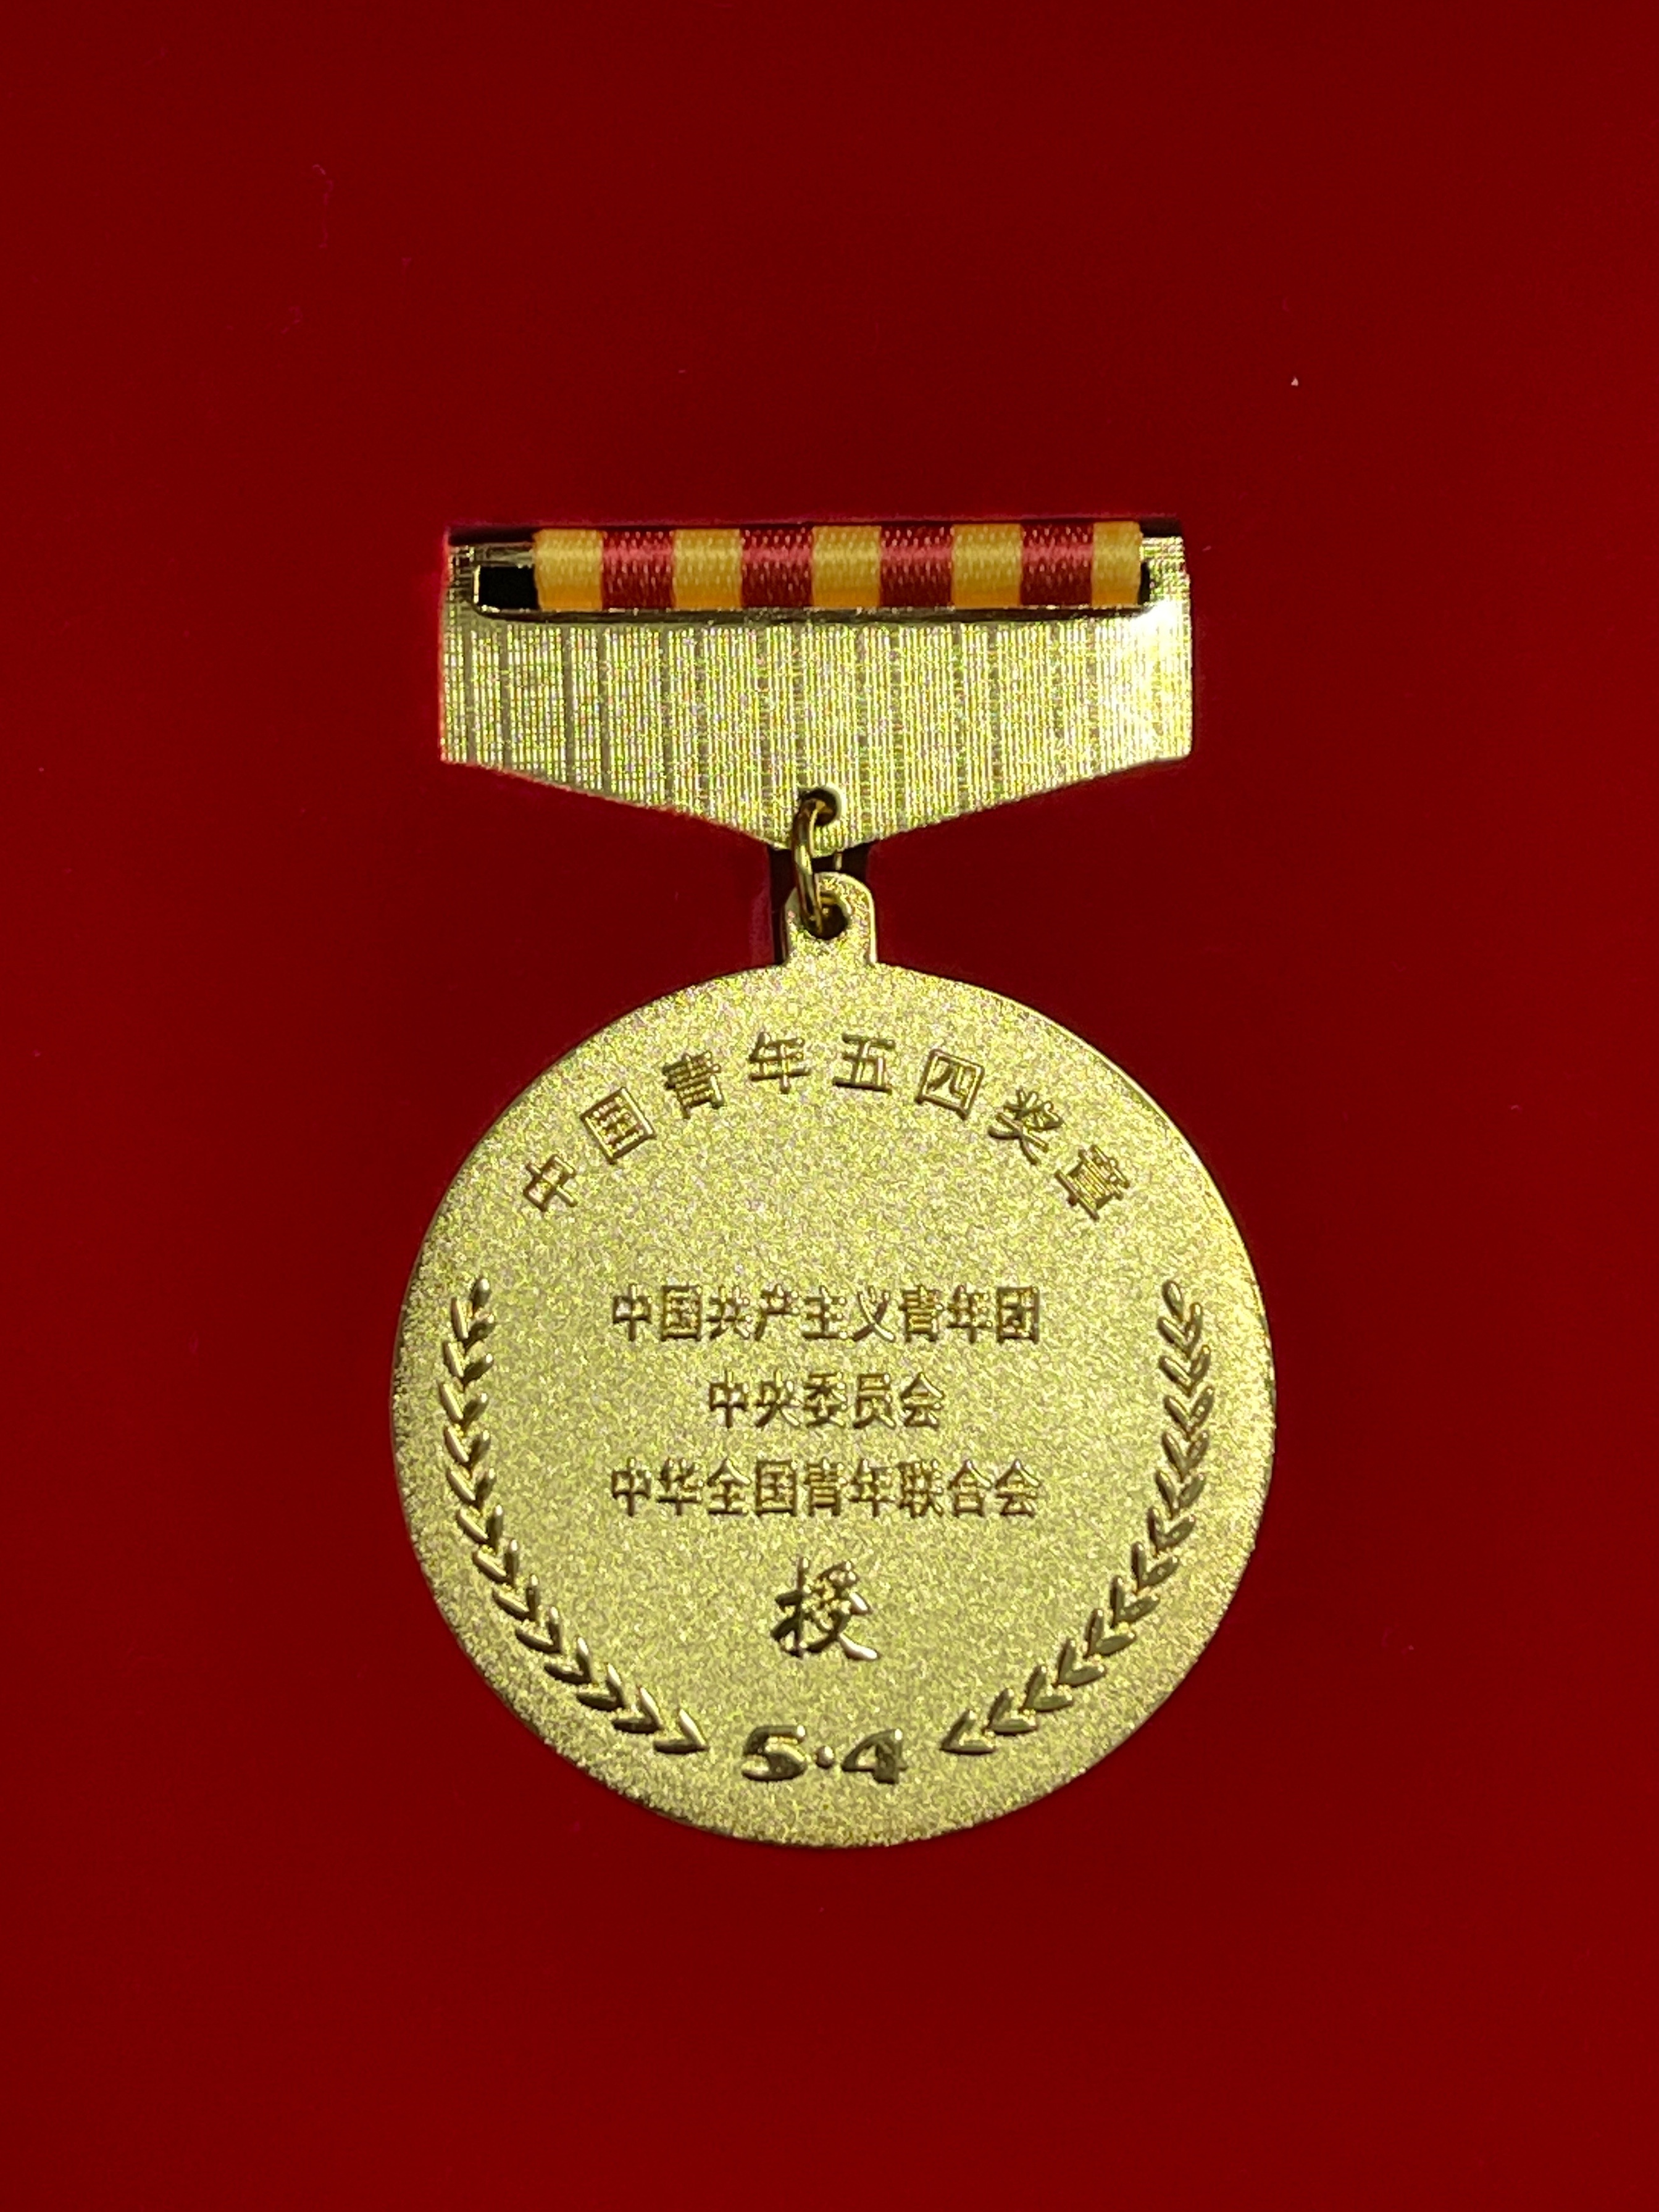 中国青年五四奖章
中国共产主义青年团
中央委员会
中华全国青年联合会
授
5·4